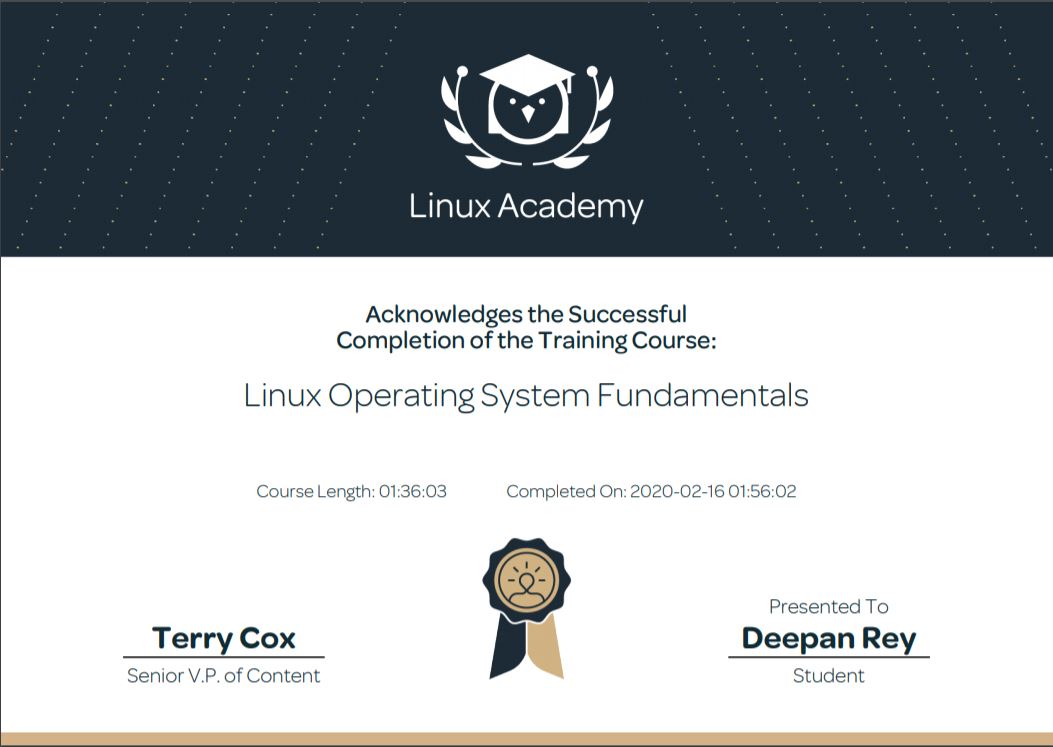 Linux Academy
Acknowledges the Successful
Completion of the Training Course:
Linux Operating System Fundamentals
Course Length: 01:36:03
Completed On: 2020-02-16 01:56:02
Terry Cox
Senior V.P. of Content
Presented To
Deepan Rey
Student